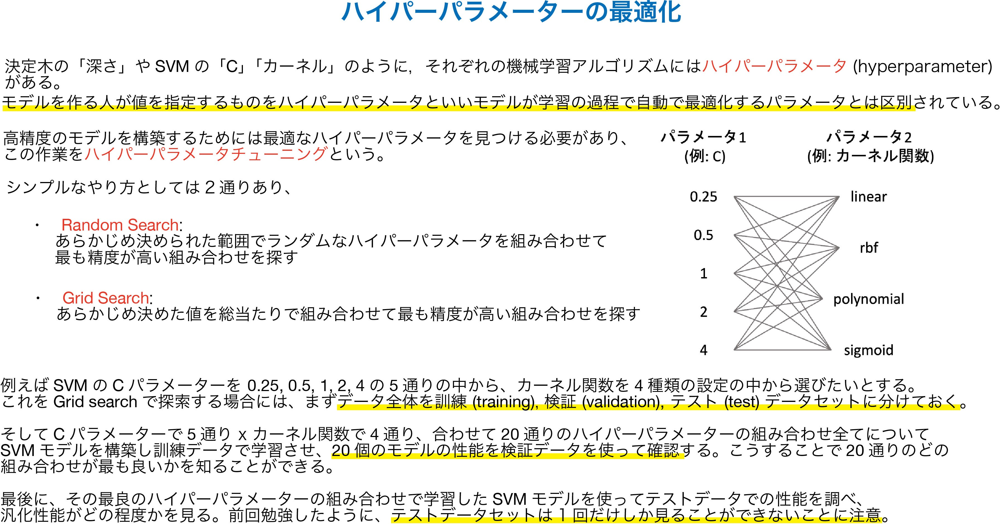 ハイパーパラメーターの最適化
決定木の「深さ」や SVM の「C」「カーネル」のように，それぞれの機械学習アルゴリズムにはハイパーパラメータ (hyperparameter)
がある。
モデルを作る人が値を指定するものをハイパーパラメータといいモデルが学習の過程で自動で最適化するパラメータとは区別されている。
高精度のモデルを構築するためには最適なハイパーパラメータを見つける必要があり、
この作業をハイパーパラメータチューニングという。
シンプルなやり方としては 2 通りあり、
・ Random Search:
あらかじめ決められた範囲でランダムなハイパーパラメータを組み合わせて
最も精度が高い組み合わせを探す
・ Grid Search:
あらかじめ決めた値を総当たりで組み合わせて最も精度が高い組み合わせを探す
パラメータ1
(例: C)
パラメータ2
(例: カーネル関数)
0.25
0.5
1
2
4
linear
rbf
polynomial
sigmoid
例えば SVM の C パラメーターを 0.25, 0.5, 1, 2, 4 の 5 通りの中から、カーネル関数を 4 種類の設定の中から選びたいとする。
これを Grid search で探索する場合には、まずデータ全体を訓練 (training), 検証 (validation), テスト (test) データセットに分けておく。
そして C パラメーターで 5 通り x カーネル関数で 4 通り、合わせて 20 通りのハイパーパラメーターの組み合わせ全てについて
SVM モデルを構築し訓練データで学習させ、20 個のモデルの性能を検証データを使って確認する。こうすることで 20 通りのどの
組み合わせが最も良いかを知ることができる。
最後に、その最良のハイパーパラメーターの組み合わせで学習した SVM モデルを使ってテストデータでの性能を調べ、
汎化性能がどの程度かを見る。前回勉強したように、テストデータセットは 1 回だけしか見ることができないことに注意。